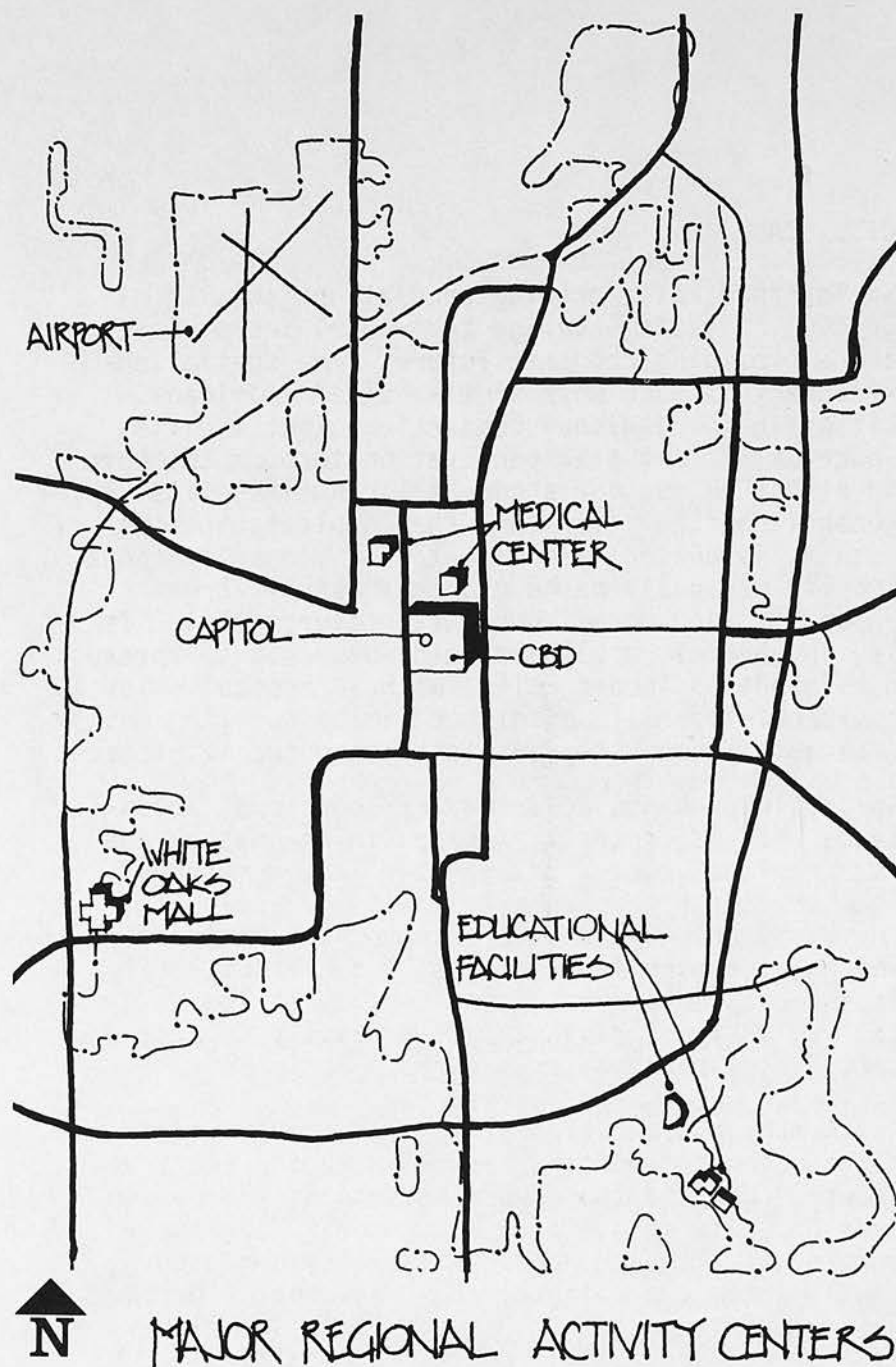 AIRPORT
MEDICAL
CENTER
CAPITOL
CBD
WHITE
OAKS
MALL
EDUCATIONAL
FACILITIES
N
MAJOR REGIONAL ACTIVITY CENTERS